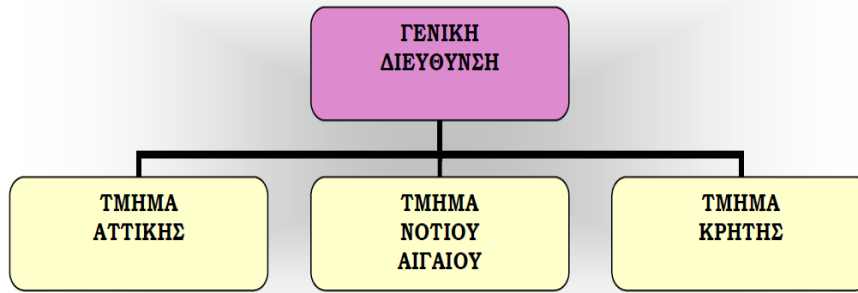 ΓΕΝΙΚΗ
ΔΙΕΥΘΥΝΣΗ
ΤΜΗΜΑ
ΑΤΤΙΚΗΣ
ΤΜΗΜΑ
ΝΟΤΙΟΥ
ΑΙΓΑΙΟΥ
ΤΜΗΜΑ
ΚΡΗΤΗΣ